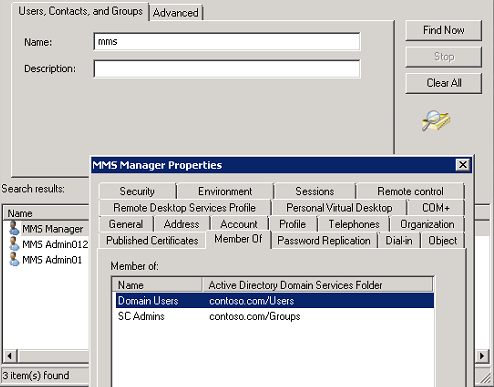 Users, Contacts, and Groups Advanced
Name: mms
Description:
Find Now
Stop
Clear All
Search results:
Name
MMS Manager
MMS Admin012
MMS Admin01
3 item(s) found
MMS Manager Properties
Security Environment Sessions Remote control
Remote Desktop Services Profile Personal Virtual Desktop COM+
General Address Account Profile Telephones Organization
Published Certificates Member Of Password Replication Dial-in Object
Member of:
Name Active Directory Domain Services Folder
Domain Users contoso.com/Users
SC Admins contoso.com/Groups